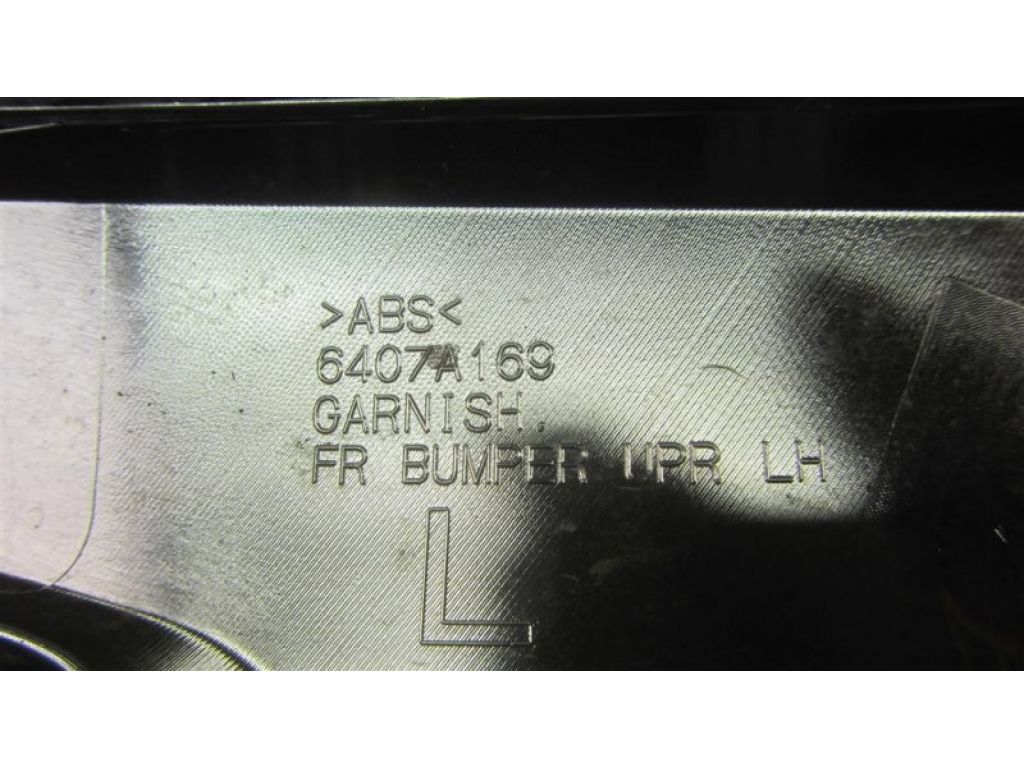 >ABS<
6407A169
GARNISH,
FR BUMPER UPR LH
L